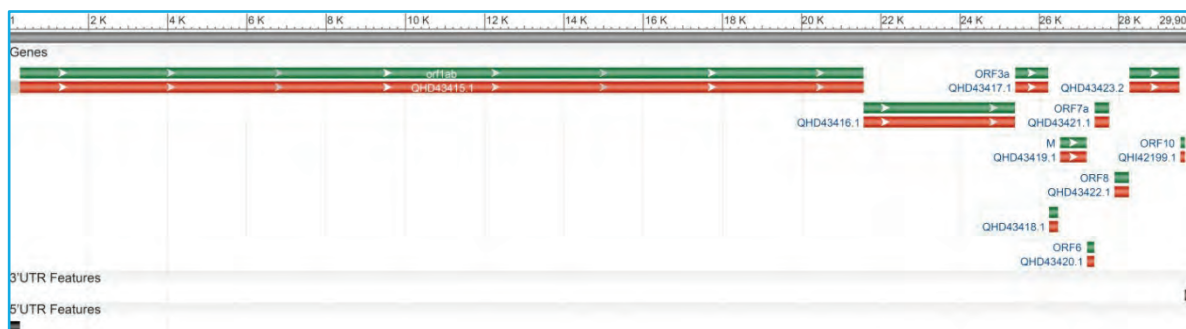 1 2 K 4 K 6 K 8 K 10 K 12 K 14 K 16 K 18 K 20 K 22 K 24 K 26 K 28 K 29,90
Genes
orf1ab ORF3a
QHD43415.1 QHD43417.1 QHD43423.2
ORF7a
QHD43416.1 QHD43421.1
M ORF10
QHD43419.1 QHI42199.1
ORF8
QHD43422.1
QHD43418.1
ORF6
QHD43420.1
3'UTR Features
5'UTR Features